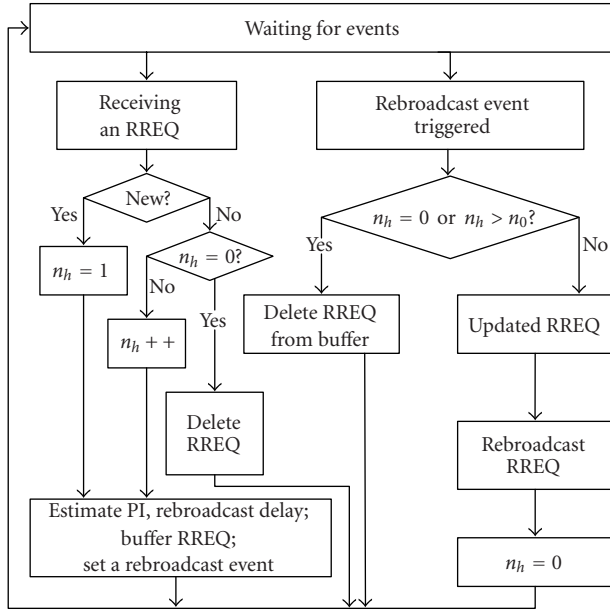 Waiting for events
Receiving
an RREQ
Rebroadcast event
triggered
New?
Yes
No
n_h = 1
n_h = 0?
No
Yes
n_h + +
Delete
RREQ
Estimate PI, rebroadcast delay;
buffer RREQ;
set a rebroadcast event
n_h = 0 or n_h > n_0?
Yes
No
Delete RREQ
from buffer
Updated RREQ
Rebroadcast
RREQ
n_h = 0